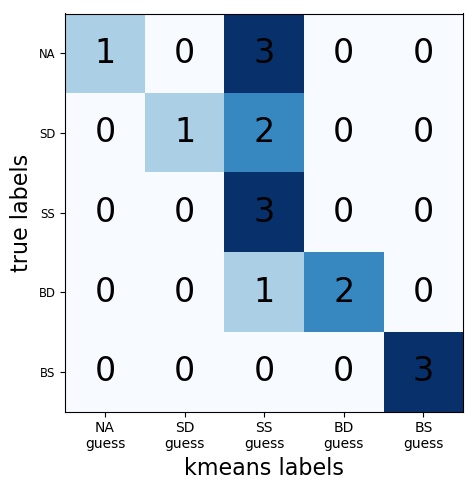 NA 1 0 3 0 0
SD 0 1 2 0 0
SS 0 0 3 0 0
BD 0 0 1 2 0
BS 0 0 0 0 3
true labels
NA SD SS BD BS
guess guess guess guess guess
kmeans labels